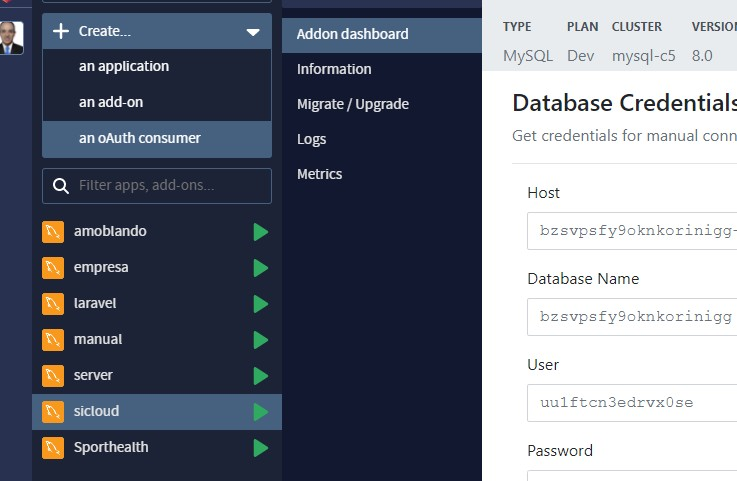 Create...
an application
an add-on
an oAuth consumer
Filter apps, add-ons...
amoblando
empresa
laravel
manual
server
sicloud
Sporthealth
Addon dashboard
Information
Migrate / Upgrade
Logs
Metrics
TYPE PLAN CLUSTER VERSION
MySQL Dev mysql-c5 8.0
Database Credentials
Get credentials for manual conn
Host
bzsvpsfy9oknkorinigg-
Database Name
bzsvpsfy9oknkorinigg
User
uu1ftcn3edrvx0se
Password